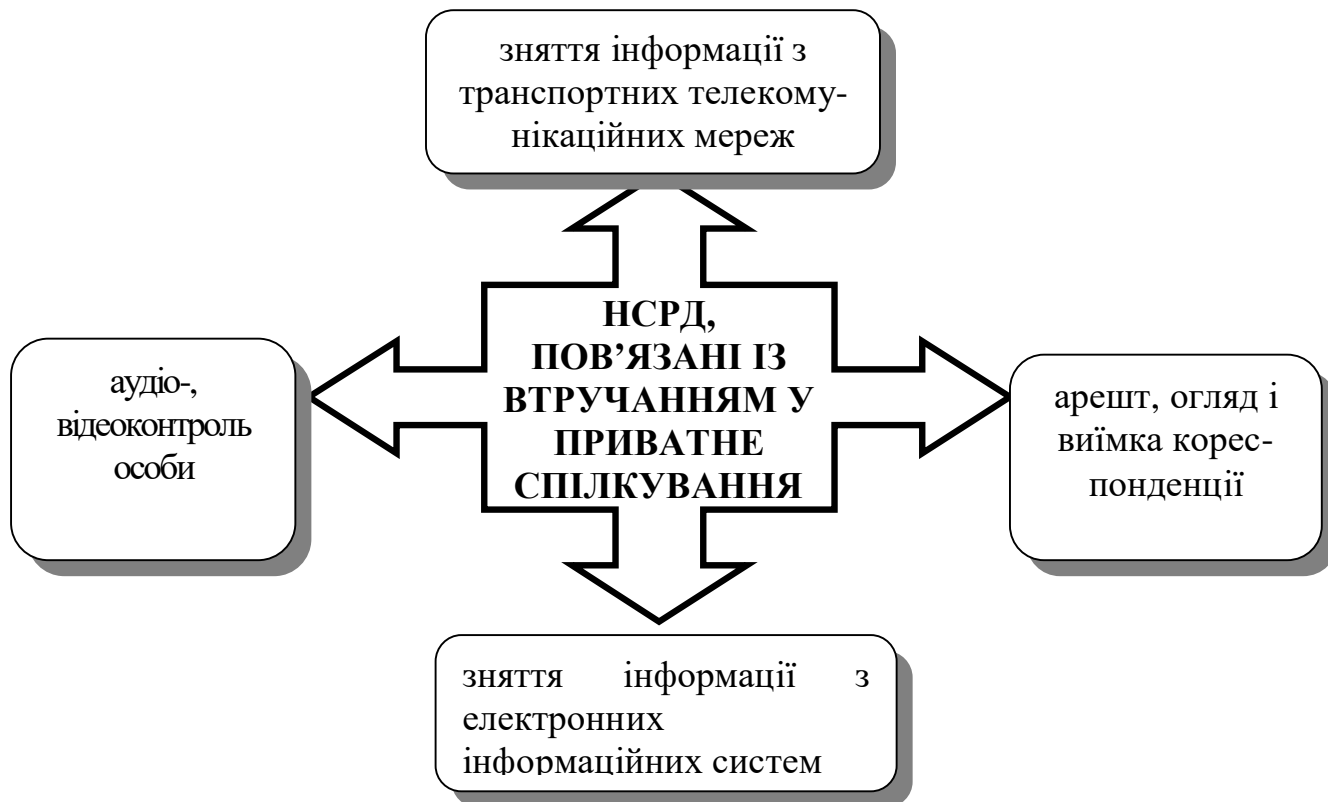 зняття інформації з
транспортних телекому-
нікаційних мереж
НСРД,
ПОВ’ЯЗАНІ ІЗ
ВТРУЧАННЯМ У
ПРИВАТНЕ
СПІЛКУВАННЯ
аудіо-,
відеоконтроль
особи
арешт, огляд і
виїмка корес-
понденції
зняття інформації з
електронних
інформаційних систем